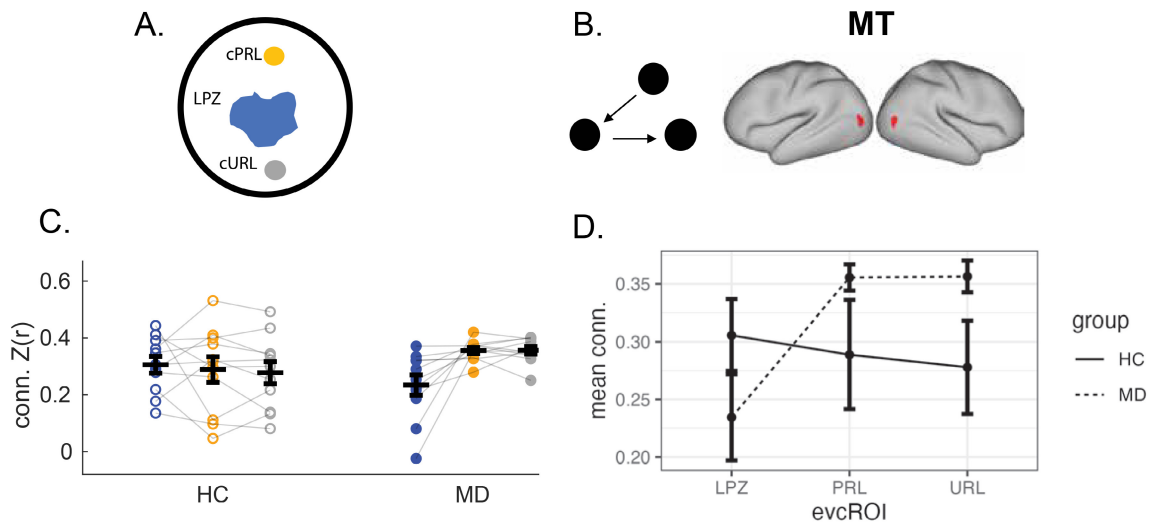 A.
cPRL
LPZ
cURL
B.
MT
C.
conn. Z(r)
0.6
0.4
0.2
0
HC
MD
D.
mean conn.
0.35
0.30
0.25
0.20
LPZ
PRL
URL
evcROI
group
HC
MD